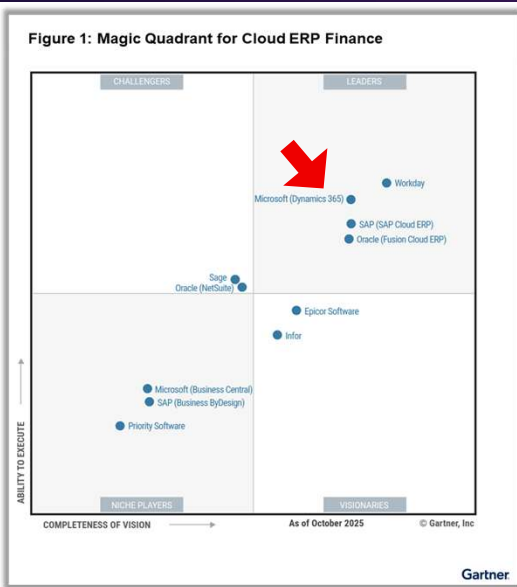 Figure 1: Magic Quadrant for Cloud ERP Finance
CHALLENGERS
LEADERS
Workday
Microsoft (Dynamics 365)
SAP (SAP Cloud ERP)
Oracle (Fusion Cloud ERP)
Sage
Oracle (NetSuite)
Epicor Software
Infor
Microsoft (Business Central)
SAP (Business ByDesign)
Priority Software
ABILITY TO EXECUTE
NICHE PLAYERS
VISIONARIES
COMPLETENESS OF VISION
As of October 2025
© Gartner, Inc
Gartner